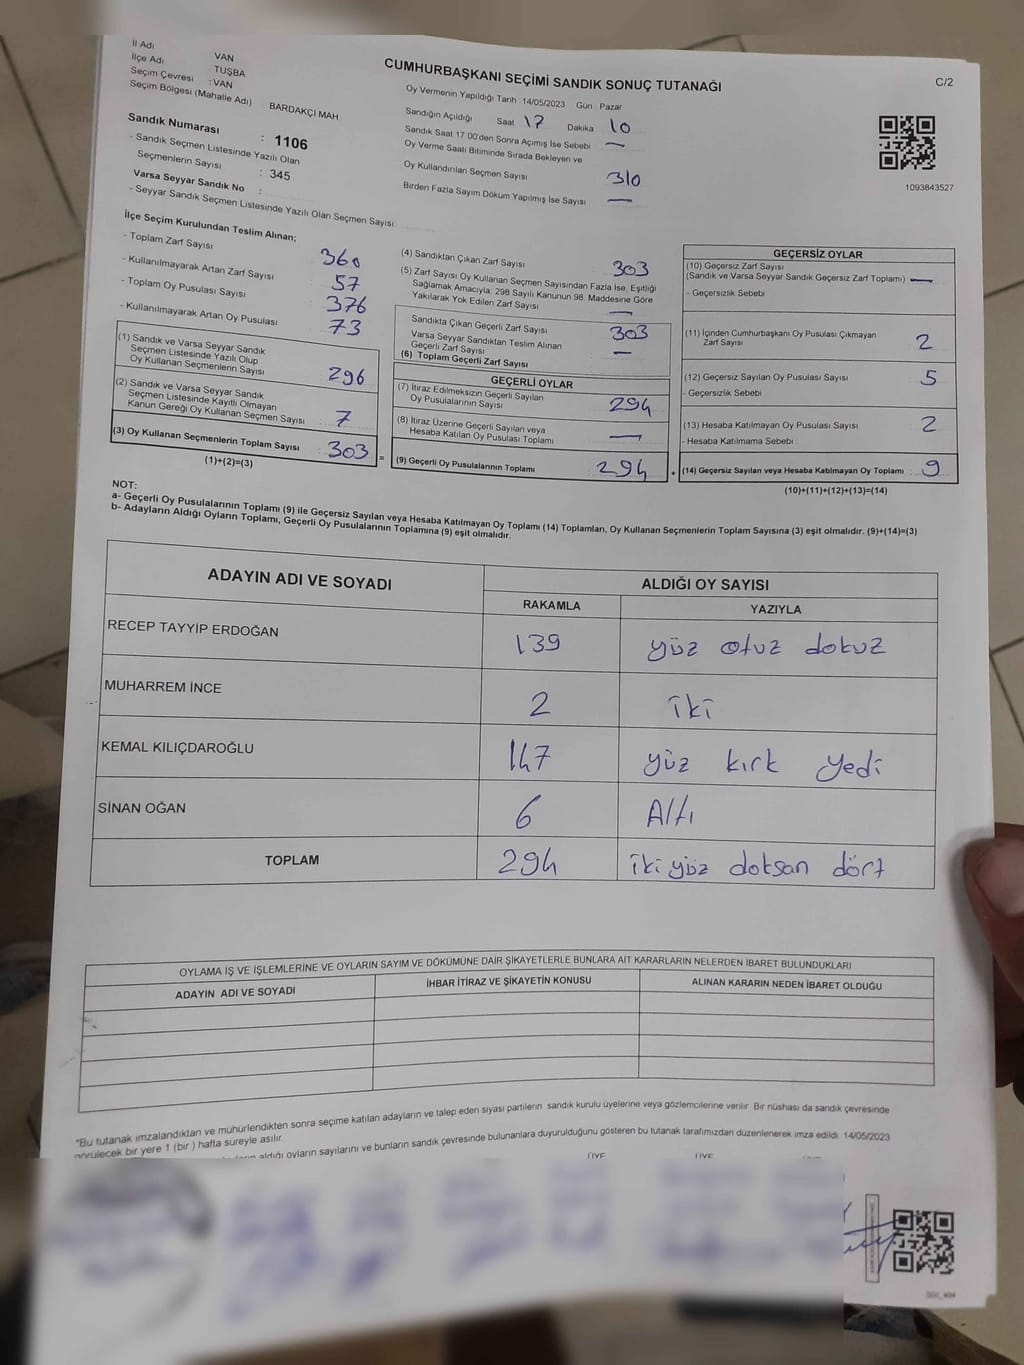 İl Adı VAN
İlçe Adı TUŞBA
Seçim Çevresi :VAN
Seçim Bölgesi (Mahalle Adı) BARDAKÇI MAH.
Sandık Numarası : 1106
- Sandık Seçmen Listesinde Yazılı Olan
Seçmenlerin Sayısı : 345
Varsa Seyyar Sandık No :
- Seyyar Sandık Seçmen Listesinde Yazılı Olan Seçmen Sayısı:
CUMHURBAŞKANI SEÇİMİ SANDIK SONUÇ TUTANAĞI
C/2
Oy Vermenin Yapıldığı Tarih 14/05/2023 Gün Pazar
Sandığın Açıldığı Saat 17 Dakika 10
Sandık Saat 17 00'den Sonra Açımış İse Sebebi —
Oy Verme Saati Bitiminde Sırada Bekleyen ve
Oy Kullandırılan Seçmen Sayısı 310
Birden Fazla Sayım Döküm Yapılmış İse Sayısı —
1093843527
İlçe Seçim Kurulundan Teslim Alınan;
- Toplam Zarf Sayısı 360
- Kullanılmayarak Artan Zarf Sayısı 57
- Toplam Oy Pusulası Sayısı 376
- Kullanılmayarak Artan Oy Pusulası 73
(1) Sandık ve Varsa Seyyar Sandık
Seçmen Listesinde Yazılı Olup
Oy Kullanan Seçmenlerin Sayısı 296
(2) Sandık ve Varsa Seyyar Sandık
Seçmen Listesinde Kayıtlı Olmayan
Kanun Gereği Oy Kullanan Seçmen Sayısı 7
(3) Oy Kullanan Seçmenlerin Toplam Sayısı 303 =
(1)+(2)=(3)
(4) Sandıktan Çıkan Zarf Sayısı 303
(5) Zarf Sayısı Oy Kullanan Seçmen Sayısından Fazla İse, Eşitliği
Sağlamak Amacıyla, 298 Sayılı Kanunun 98. Maddesine Göre
Yakılarak Yok Edilen Zarf Sayısı —
Sandıkta Çıkan Geçerli Zarf Sayısı 303
Varsa Seyyar Sandıktan Teslim Alınan
Geçerli Zarf Sayısı —
(6) Toplam Geçerli Zarf Sayısı
GEÇERLİ OYLAR
(7) İtiraz Edilmeksizin Geçerli Sayılan
Oy Pusulalarının Sayısı 294
(8) İtiraz Üzerine Geçerli Sayılan veya
Hesaba Katılan Oy Pusulası Toplamı —
(9) Geçerli Oy Pusulalarının Toplamı 294 +
GEÇERSİZ OYLAR
(10) Geçersiz Zarf Sayısı
(Sandık ve Varsa Seyyar Sandık Geçersiz Zarf Toplamı) —
- Geçersizlik Sebebi
(11) İçinden Cumhurbaşkanı Oy Pusulası Çıkmayan
Zarf Sayısı 2
(12) Geçersiz Sayılan Oy Pusulası Sayısı 5
- Geçersizlik Sebebi
(13) Hesaba Katılmayan Oy Pusulası Sayısı 2
- Hesaba Katılmama Sebebi
(14) Geçersiz Sayılan veya Hesaba Katılmayan Oy Toplamı : 9
(10)+(11)+(12)+(13)=(14)
NOT:
a- Geçerli Oy Pusulalarının Toplamı (9) ile Geçersiz Sayılan veya Hesaba Katılmayan Oy Toplamı (14) Toplamları, Oy Kullanan Seçmenlerin Toplam Sayısına (3) eşit olmalıdır. (9)+(14)=(3)
b- Adayların Aldığı Oyların Toplamı, Geçerli Oy Pusulalarının Toplamına (9) eşit olmalıdır.
ADAYIN ADI VE SOYADI ALDIĞI OY SAYISI
RAKAMLA YAZIYLA
RECEP TAYYİP ERDOĞAN 139 yüz otuz dokuz
MUHARREM İNCE 2 iki
KEMAL KILIÇDAROĞLU 147 yüz kırk yedi
SİNAN OĞAN 6 Altı
TOPLAM 294 iki yüz doksan dört
OYLAMA İŞ VE İŞLEMLERİNE VE OYLARIN SAYIM VE DÖKÜMÜNE DAİR ŞİKAYETLERLE BUNLARA AİT KARARLARIN NELERDEN İBARET BULUNDUKLARI
ADAYIN ADI VE SOYADI İHBAR İTİRAZ VE ŞİKAYETİN KONUSU ALINAN KARARIN NEDEN İBARET OLDUĞU
*Bu tutanak imzalandıktan ve mühürlendikten sonra seçime katılan adayların ve talep eden siyasi partilerin sandık kurulu üyelerine veya gözlemcilerine verilir Bir nüshası da sandık çevresinde
görülecek bir yere 1 (bir ) hafta süreyle asılır.
aldığı oyların sayılarını ve bunların sandık çevresinde bulunanlara duyurulduğunu gösteren bu tutanak tarafımızdan düzenlenerek imza edildi 14/05/2023
ÜYE ÜYE